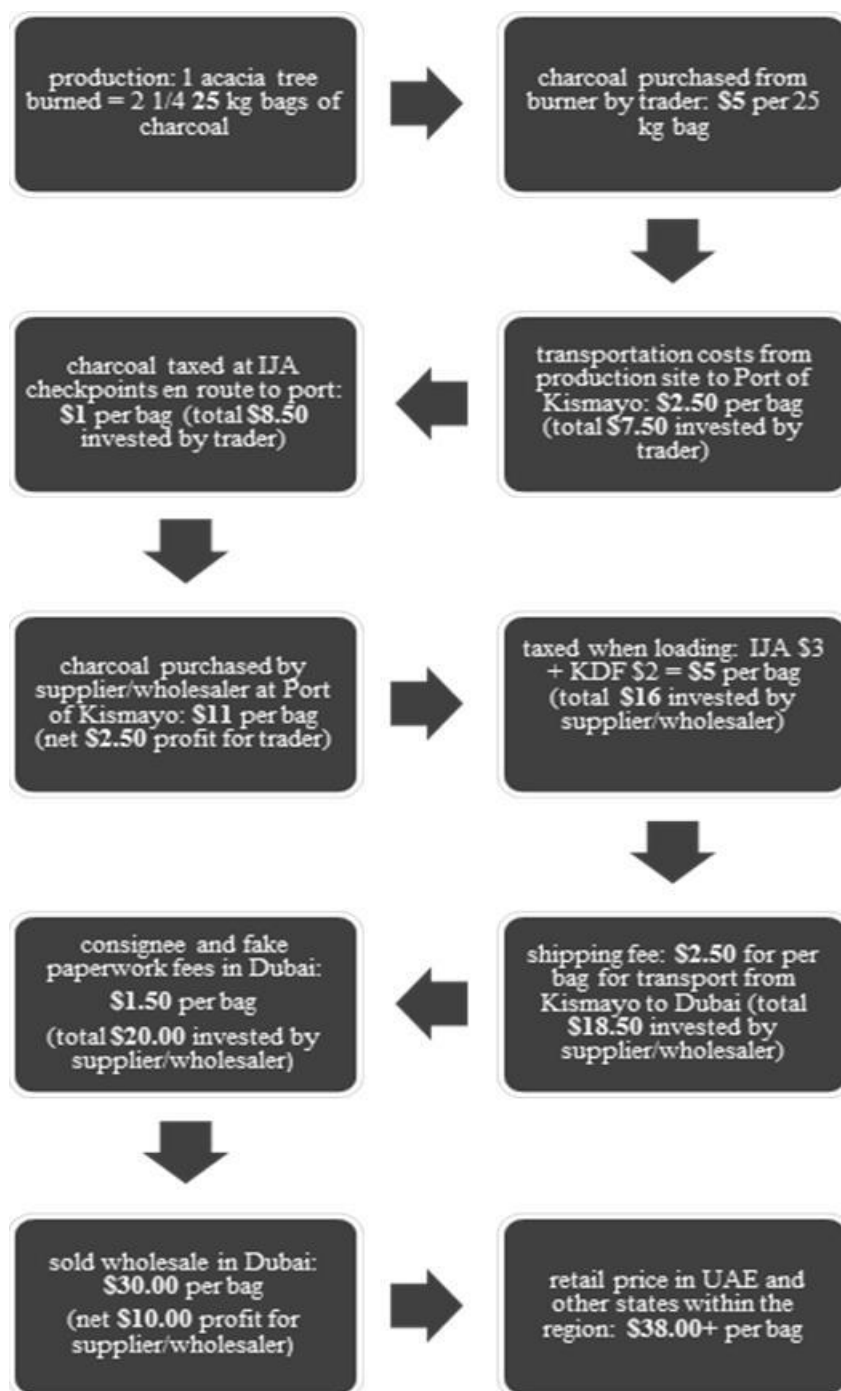 production: 1 acacia tree
burned = 2 1/4 25 kg bags of
charcoal
charcoal purchased from
burner by trader: $5 per 25
kg bag
transportation costs from
production site to Port of
Kismayo: $2.50 per bag
(total $7.50 invested by
trader)
charcoal taxed at IJA
checkpoints en route to port:
$1 per bag (total $8.50
invested by trader)
charcoal purchased by
supplier/wholesaler at Port
of Kismayo: $11 per bag
(net $2.50 profit for trader)
taxed when loading: IJA $3
+ KDF $2 = $5 per bag
(total $16 invested by
supplier/wholesaler)
shipping fee: $2.50 for per
bag for transport from
Kismayo to Dubai (total
$18.50 invested by
supplier/wholesaler)
consignee and fake
paperwork fees in Dubai:
$1.50 per bag
(total $20.00 invested by
supplier/wholesaler)
sold wholesale in Dubai:
$30.00 per bag
(net $10.00 profit for
supplier/wholesaler)
retail price in UAE and
other states within the
region: $38.00+ per bag